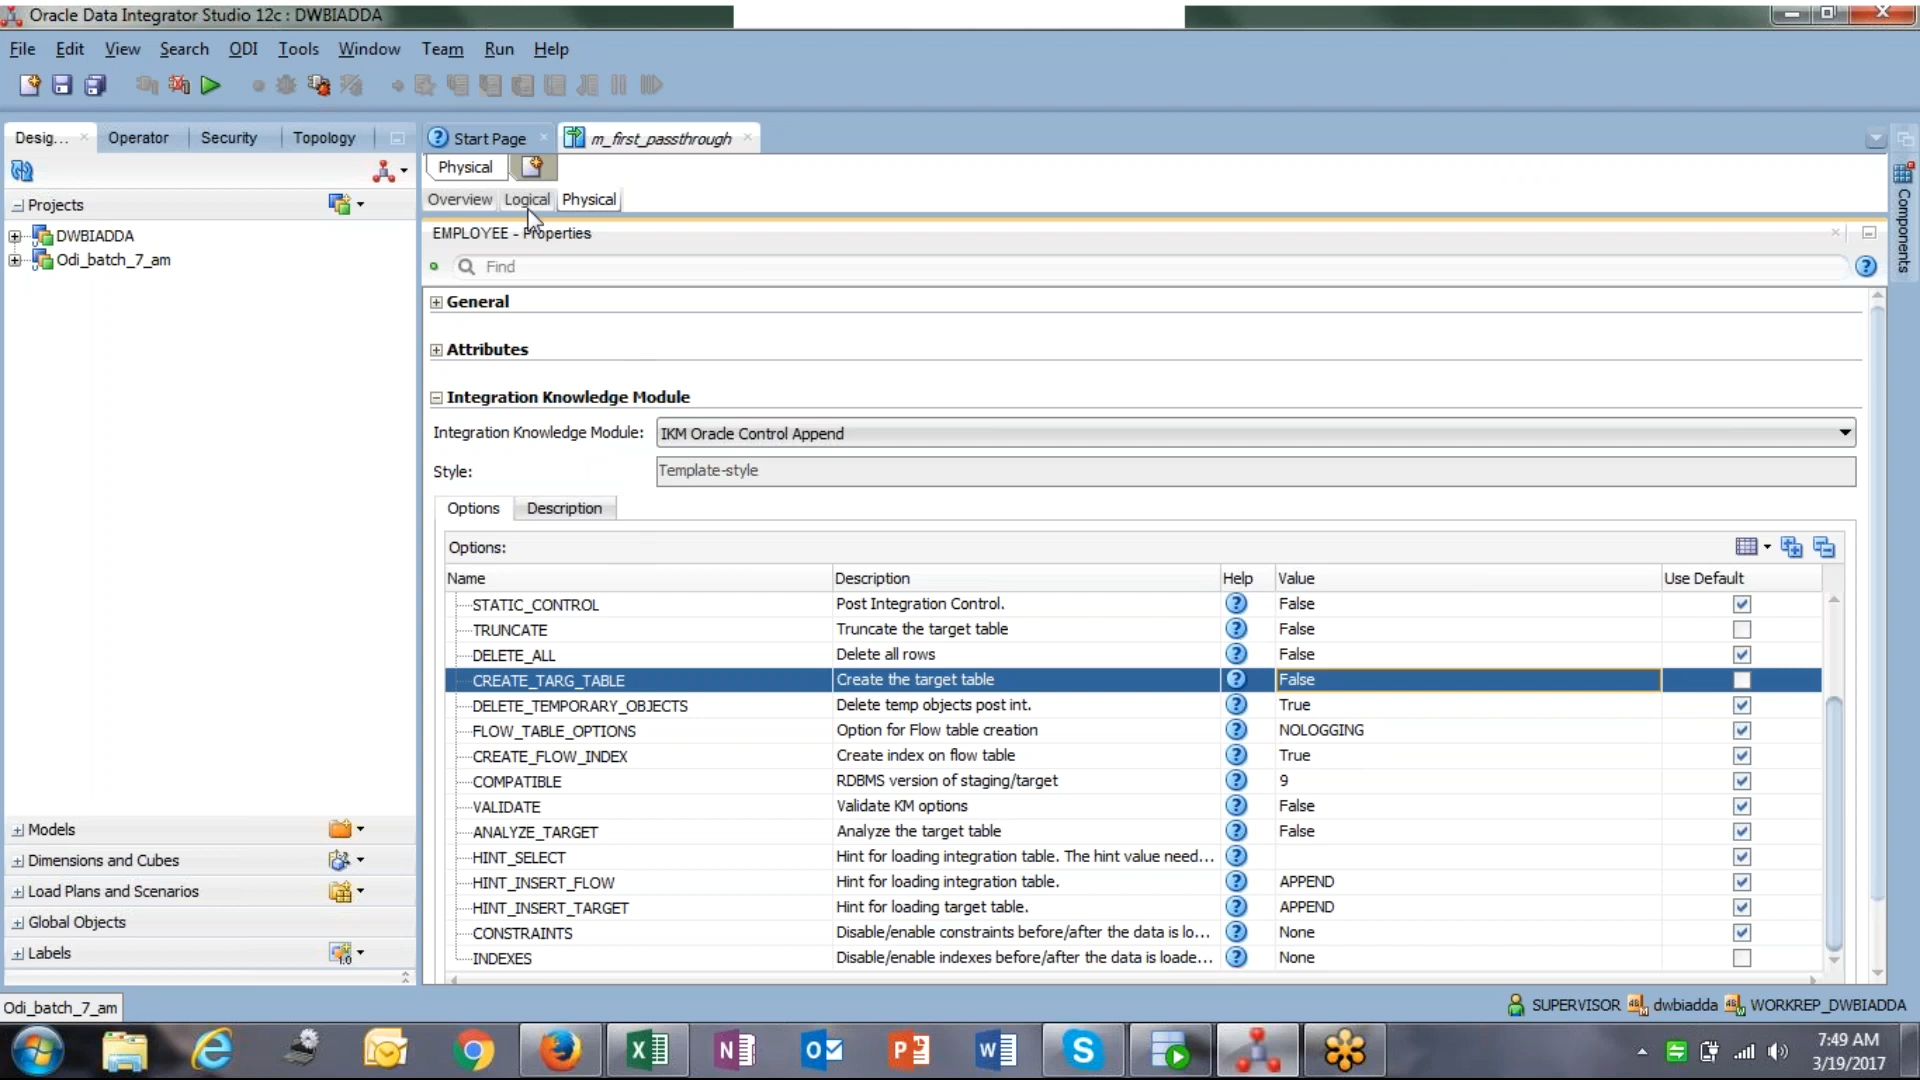 Oracle Data Integrator Studio 12c : DWBIADDA
File Edit View Search ODI Tools Window Team Run Help
Desig... Operator Security Topology
Start Page m_first_passthrough
Physical
Overview Logical Physical
Projects
DWBIADDA
Odi_batch_7_am
Models
Dimensions and Cubes
Load Plans and Scenarios
Global Objects
Labels
EMPLOYEE - Properties
Find
General
Attributes
Integration Knowledge Module
Integration Knowledge Module: IKM Oracle Control Append
Style: Template-style
Options Description
Options:
Name Description Help Value Use Default
STATIC_CONTROL Post Integration Control. False
TRUNCATE Truncate the target table False
DELETE_ALL Delete all rows False
CREATE_TARG_TABLE Create the target table False
DELETE_TEMPORARY_OBJECTS Delete temp objects post int. True
FLOW_TABLE_OPTIONS Option for Flow table creation NOLOGGING
CREATE_FLOW_INDEX Create index on flow table True
COMPATIBLE RDBMS version of staging/target 9
VALIDATE Validate KM options False
ANALYZE_TARGET Analyze the target table False
HINT_SELECT Hint for loading integration table. The hint value need...
HINT_INSERT_FLOW Hint for loading integration table. APPEND
HINT_INSERT_TARGET Hint for loading target table. APPEND
CONSTRAINTS Disable/enable constraints before/after the data is lo... None
INDEXES Disable/enable indexes before/after the data is loade... None
Components
Odi_batch_7_am
SUPERVISOR dwbiadda WORKREP_DWBIADDA
7:49 AM
3/19/2017